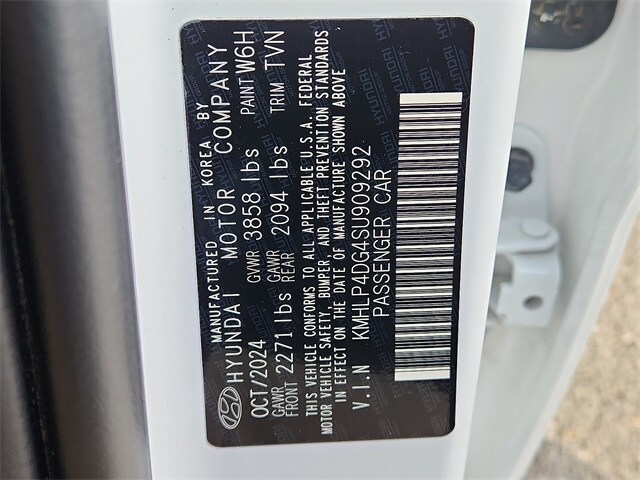 MANUFACTURED IN KOREA BY
HYUNDAI MOTOR COMPANY
OCT/2024 GVWR 3858 lbs PAINT W6H
GAWR FRONT 2271 lbs GAWR REAR 2094 lbs TRIM TVN
THIS VEHICLE CONFORMS TO ALL APPLICABLE U.S.A. FEDERAL
MOTOR VEHICLE SAFETY, BUMPER, AND THEFT PREVENTION STANDARDS
IN EFFECT ON THE DATE OF MANUFACTURE SHOWN ABOVE
V.I.N KMHLP4DG4SU909292
PASSENGER CAR